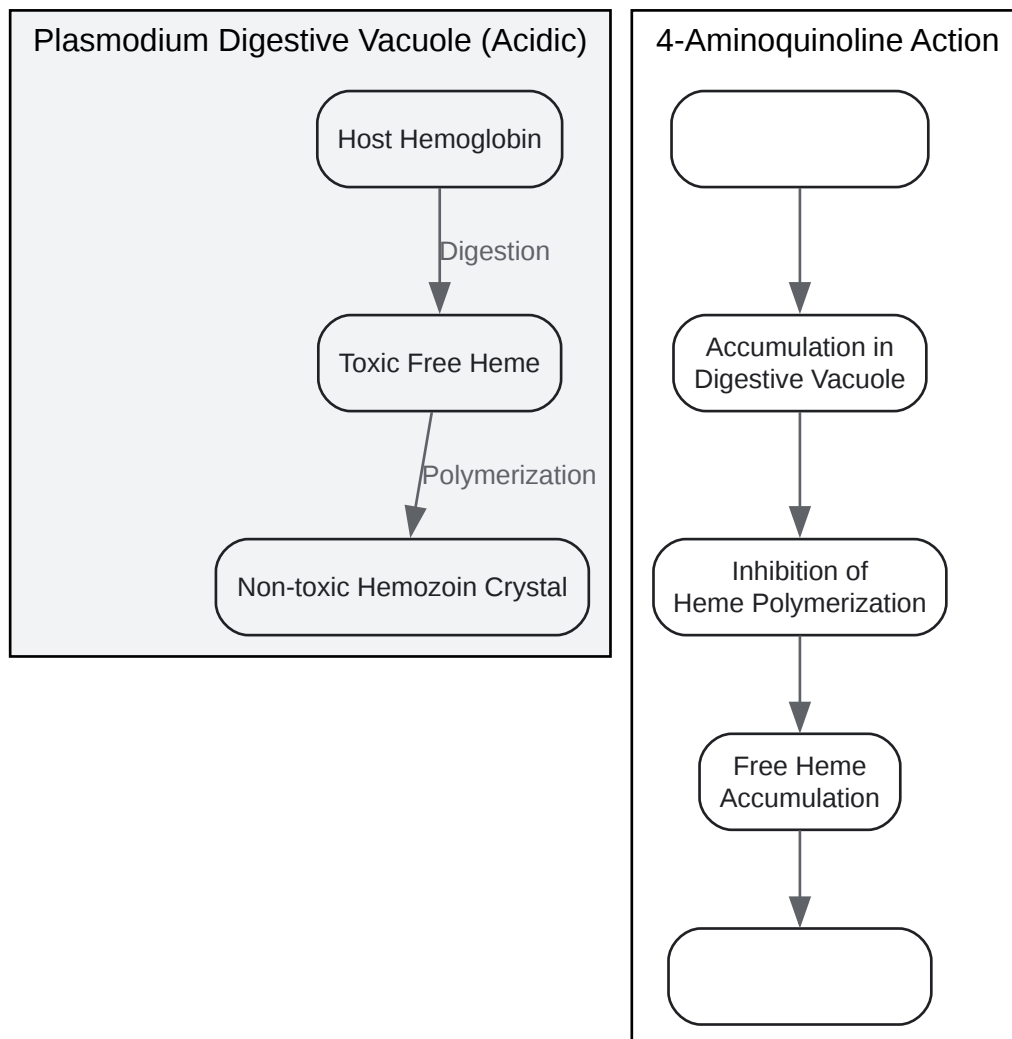 Plasmodium Digestive Vacuole (Acidic)
Host Hemoglobin
Digestion
Toxic Free Heme
Polymerization
Non-toxic Hemozoin Crystal
4-Aminoquinoline Action
Accumulation in
Digestive Vacuole
Inhibition of
Heme Polymerization
Free Heme
Accumulation